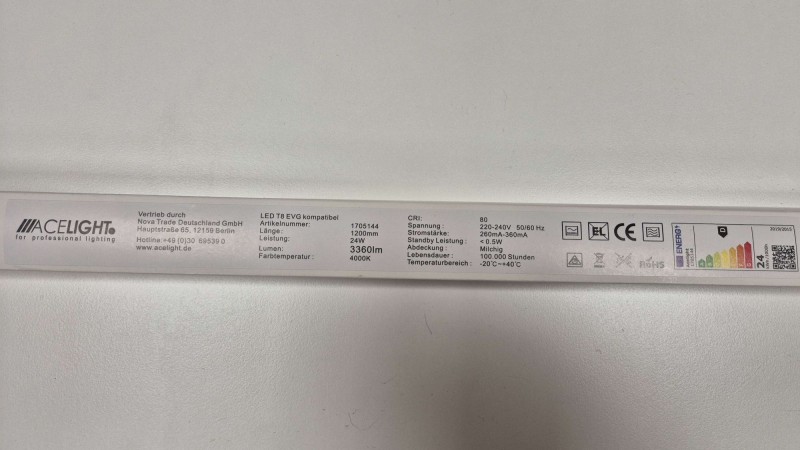 ACELIGHT.
for professional lighting
Vertrieb durch
Nova Trade Deutschland GmbH
Hauptstraße 65, 12159 Berlin
Hotline +49 (0)30 69539 0
www.acelight.de
LED T8 EVG kompatibel
Artikelnummer: 1705144
Länge: 1200mm
Leistung: 24W
Lumen: 3360lm
Farbtemperatur: 4000K
CRI: 80
Spannung : 220-240V 50/60 Hz
Stromstärke: 260mA-360mA
Standby Leistung : < 0.5W
Abdeckung : Milchig
Lebensdauer : 100.000 Stunden
Temperaturbereich : -20℃~+40℃
EL CE
RoHS
ENERG
D
24